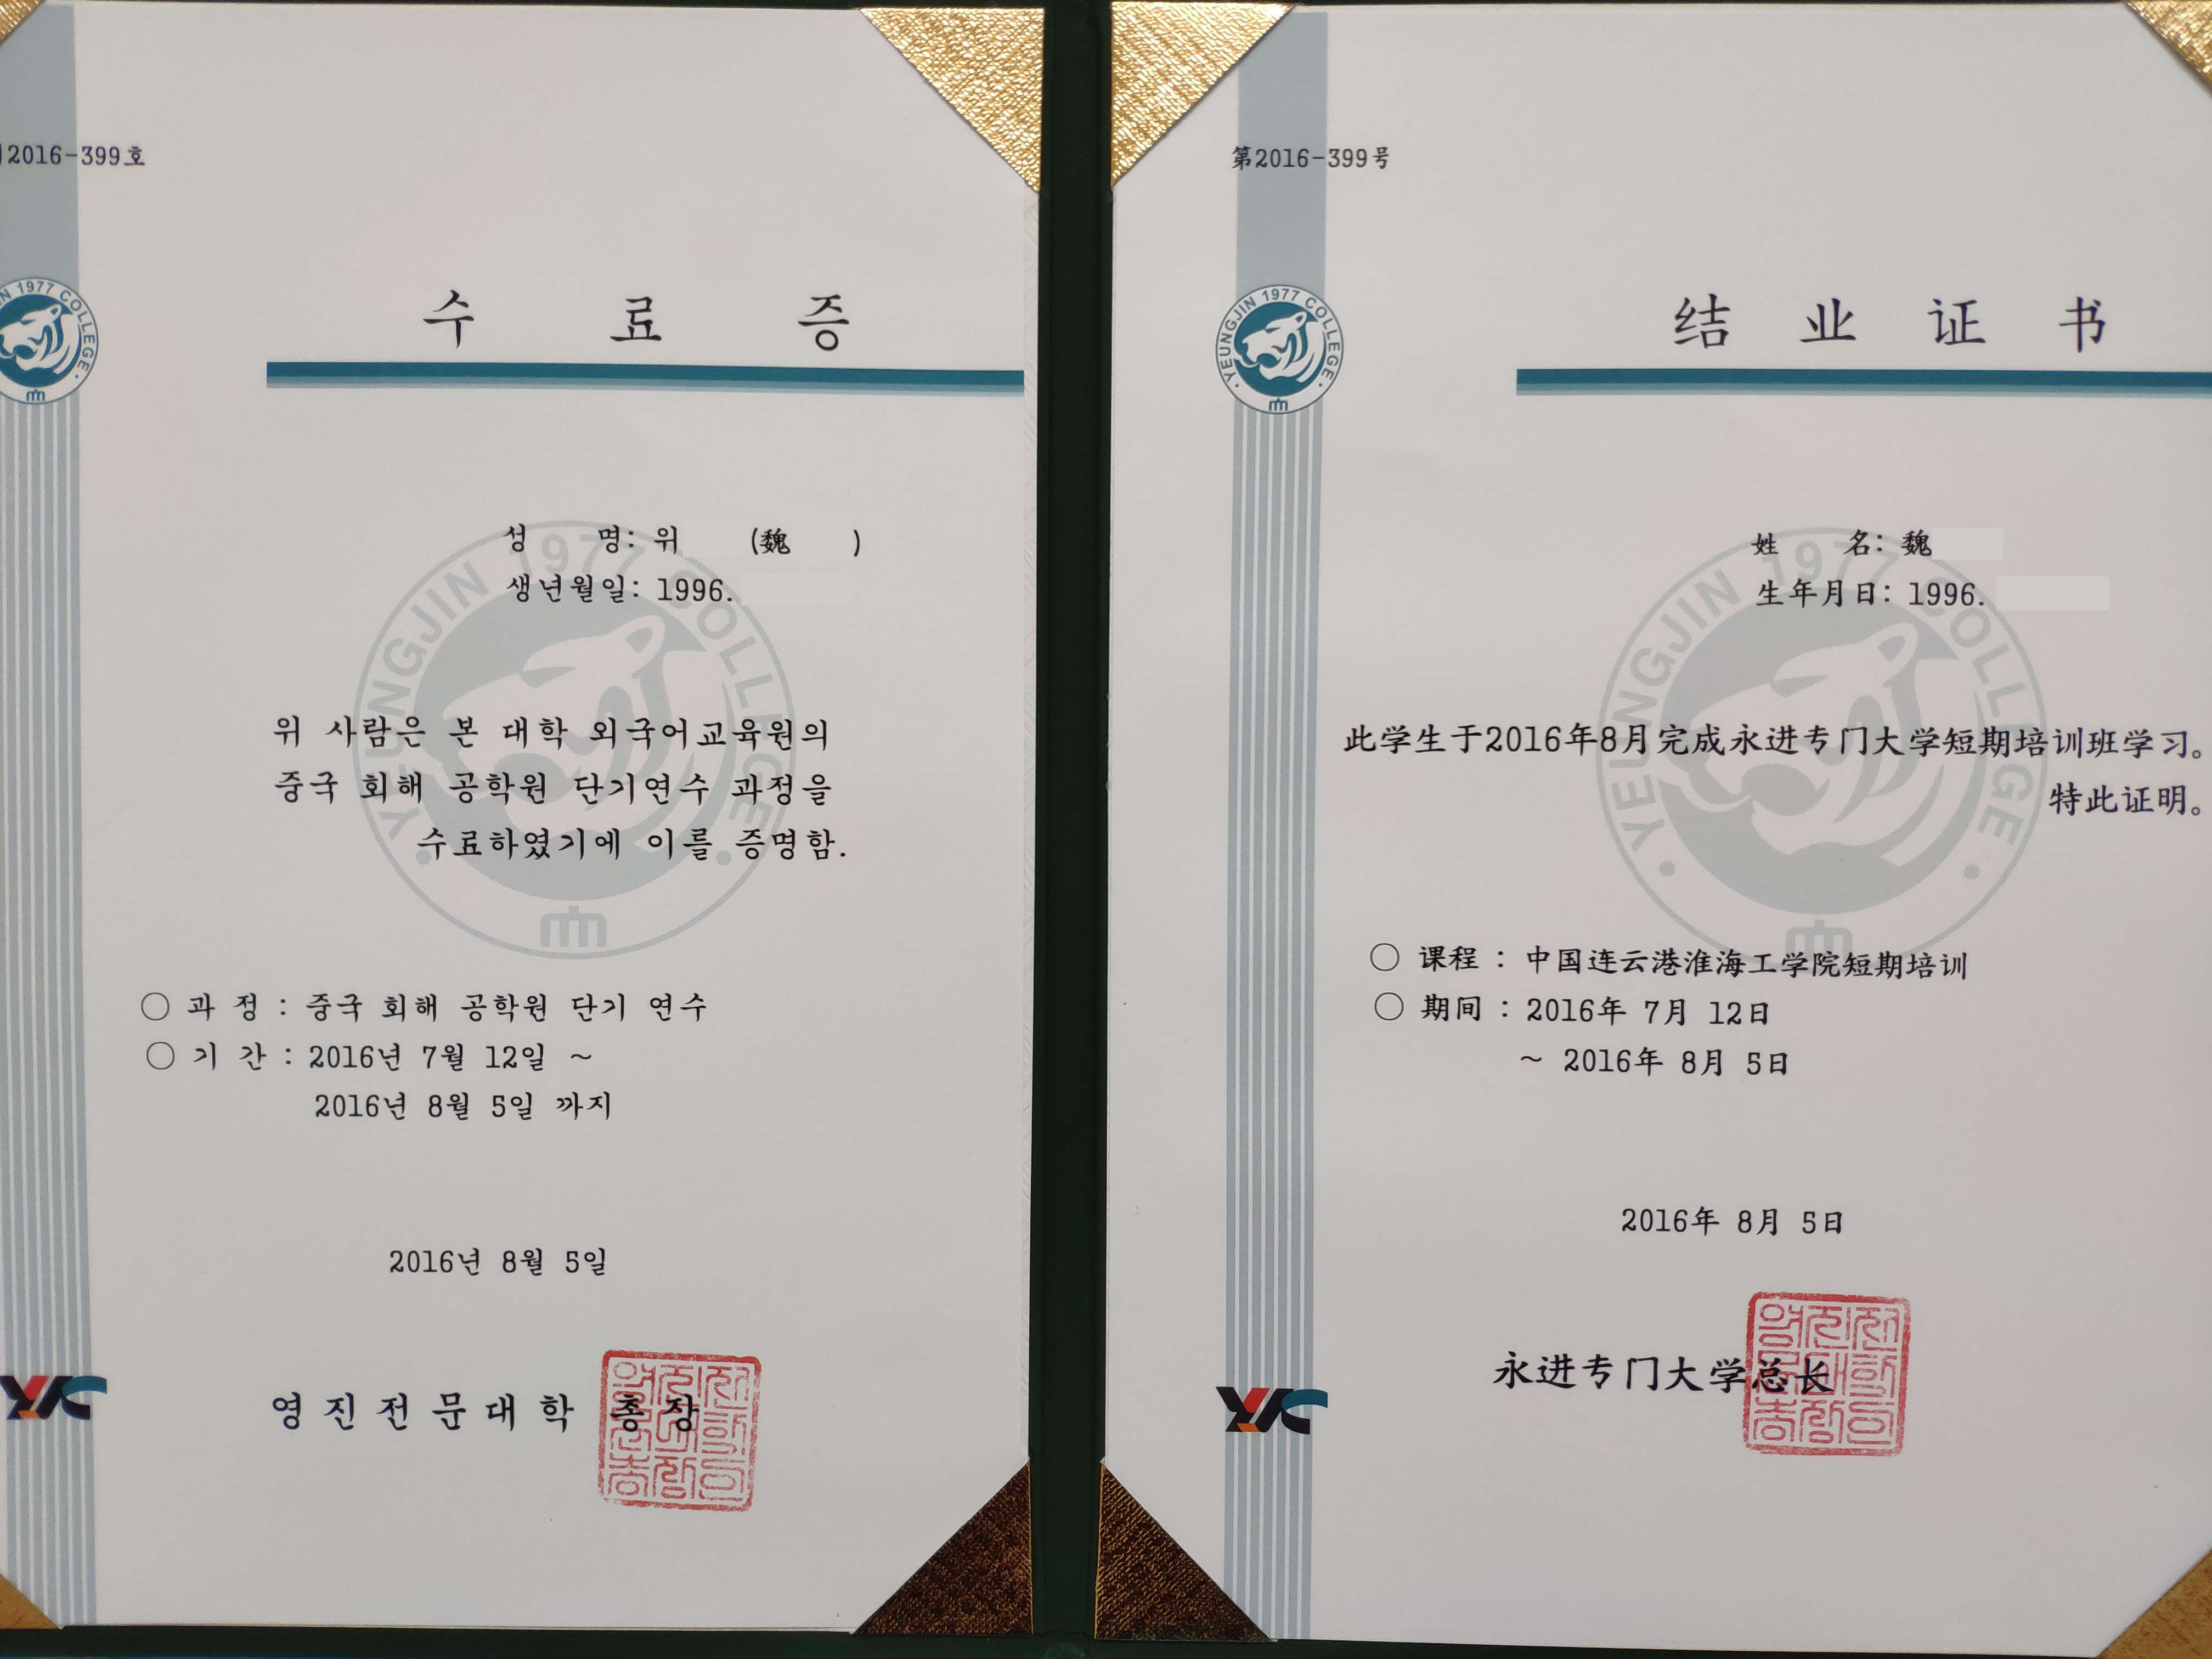 2016-399호
수 료 증
성 명: 위 (魏 )
생년월일: 1996.
위 사람은 본 대학 외국어교육원의
중국 회해 공학원 단기연수 과정을
수료하였기에 이를 증명함.
○ 과 정 : 중국 회해 공학원 단기 연수
○ 기 간 : 2016년 7월 12일 ~
2016년 8월 5일 까지
2016년 8월 5일
영진전문대학 총장
YJC
第2016-399号
YEUNGJIN 1977 COLLEGE
结 业 证 书
姓 名: 魏
生年月日: 1996.
此学生于2016年8月完成永进专门大学短期培训班学习。
特此证明。
YEUNGJIN 1977 COLLEGE
○ 课程 : 中国连云港淮海工学院短期培训
○ 期间 : 2016年 7月 12日
~ 2016年 8月 5日
2016年 8月 5日
永进专门大学总长
YJC